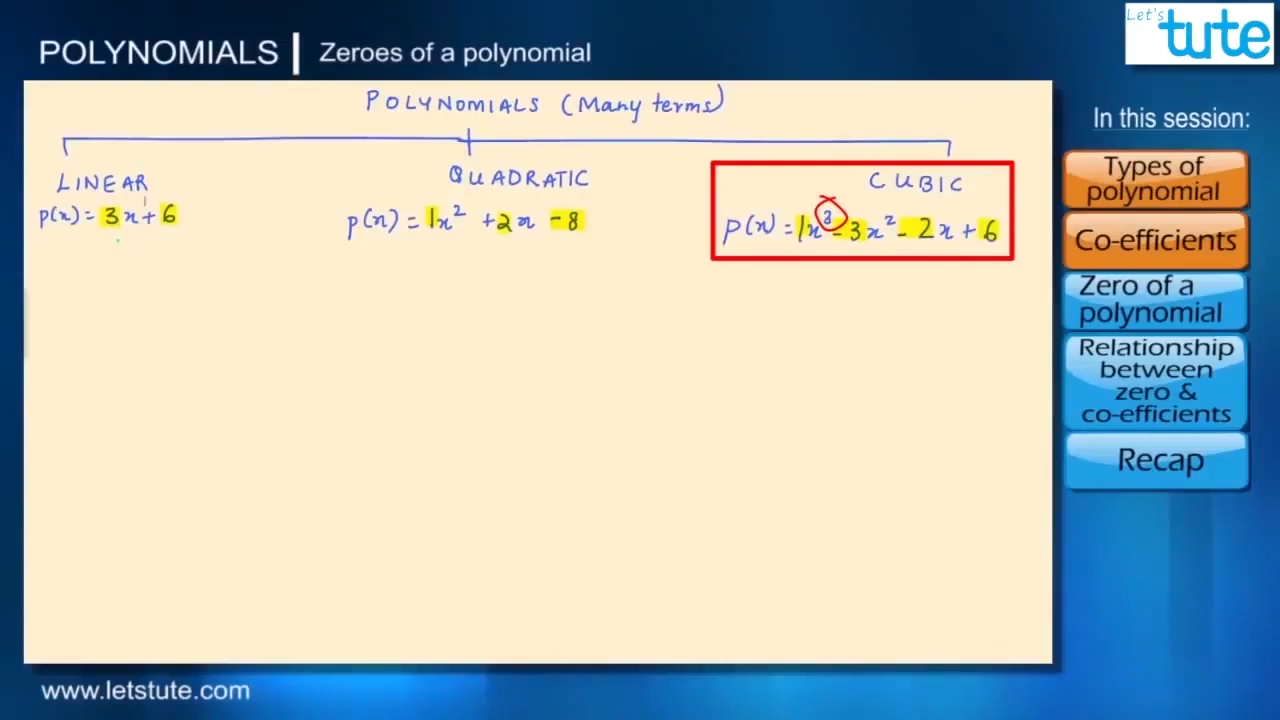 Let's
tute
POLYNOMIALS | Zeroes of a polynomial
POLYNOMIALS (Many terms)
LINEAR
p(x) = 3x + 6
QUADRATIC
p(x) = 1x² + 2x - 8
CUBIC
p(x) = 1x³ - 3x² - 2x + 6
In this session:
Types of
polynomial
Co-efficients
Zero of a
polynomial
Relationship
between
zero &
co-efficients
Recap
www.letstute.com